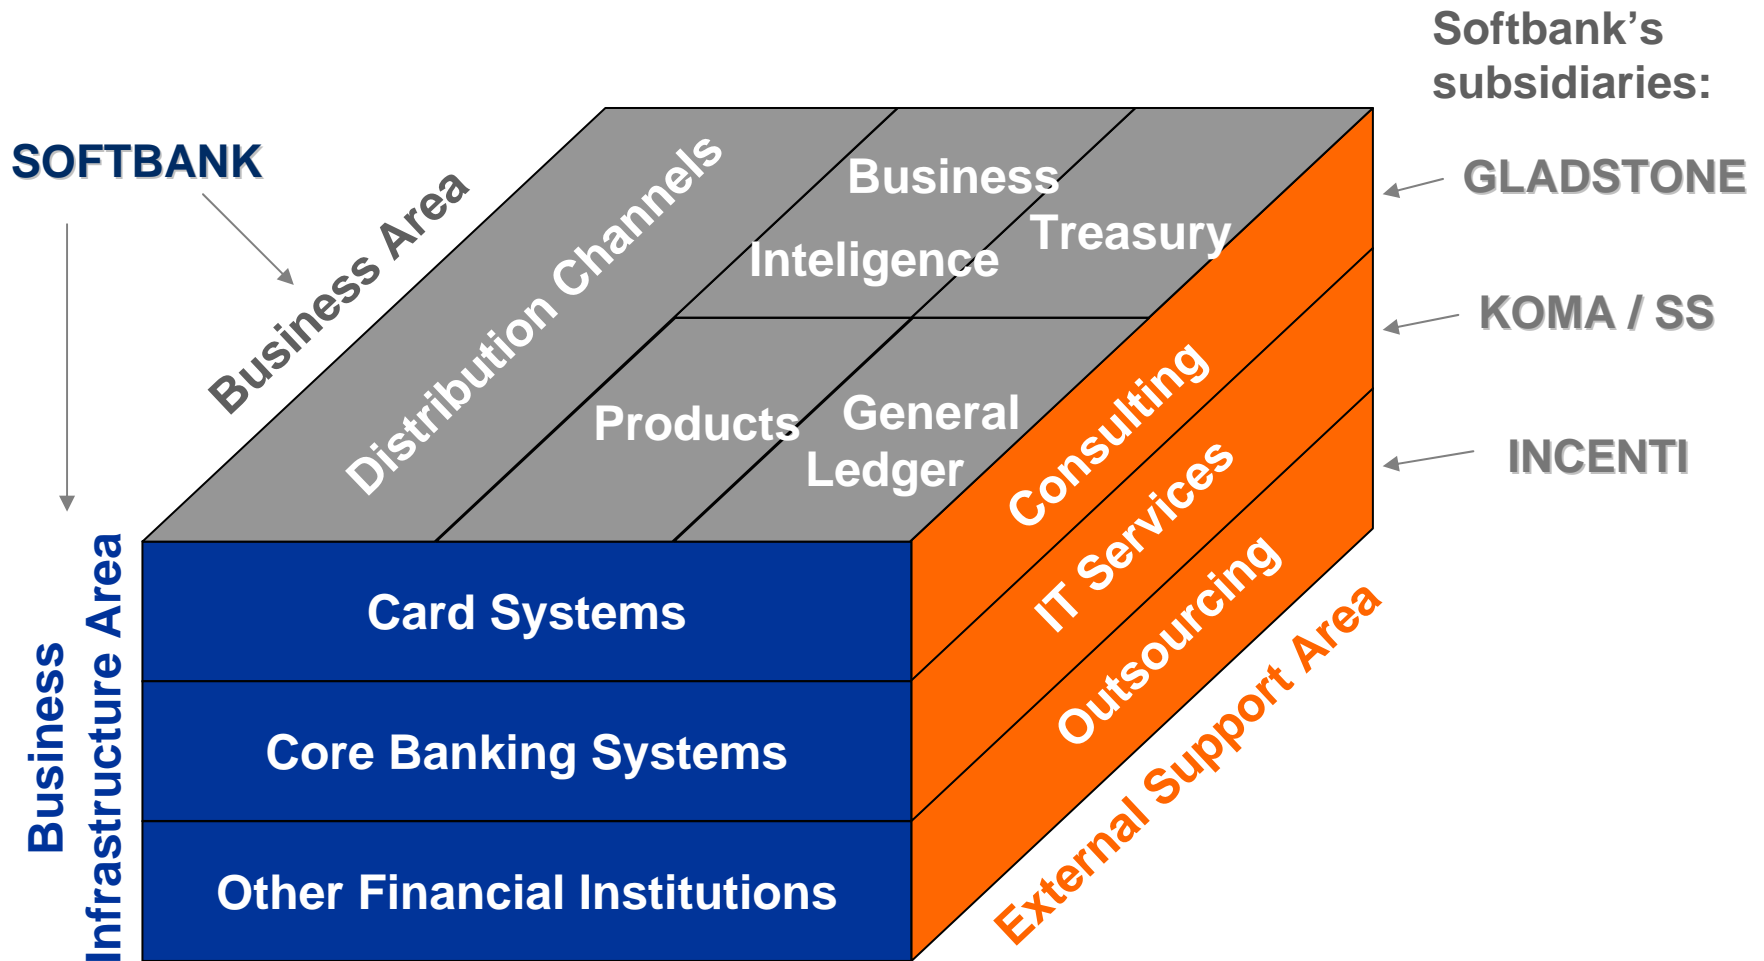 Softbank’s
subsidiaries:
SOFTBANK
GLADSTONE
KOMA / SS
INCENTI
Business Area
Distribution Channels
Business
Inteligence
Treasury
Products
General
Ledger
Consulting
IT Services
Outsourcing
External Support Area
Business
Infrastructure Area
Card Systems
Core Banking Systems
Other Financial Institutions